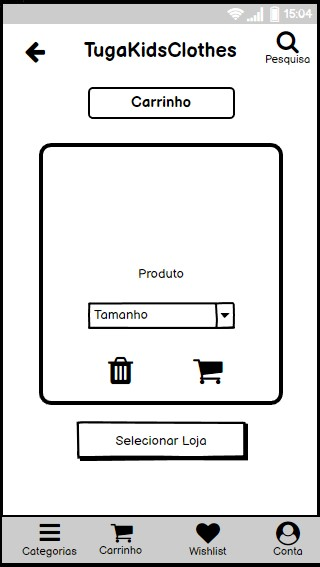 15:04
TugaKidsClothes
Pesquisa
Carrinho
Produto
Tamanho
Selecionar Loja
Categorias Carrinho Wishlist Conta